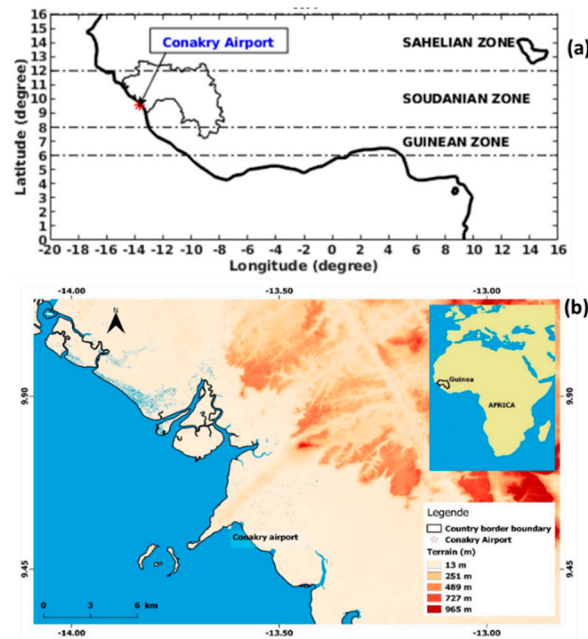 (a)
16
15
14
13
12
11
10
9
8
7
6
5
4
3
2
1
0
Latitude (degree)
Conakry Airport
SAHELIAN ZONE
SOUDANIAN ZONE
GUINEAN ZONE
-20 -18 -16 -14 -12 -10 -8 -6 -4 -2 0 2 4 6 8 10 12 14 16
Longitude (degree)
(b)
-14.00 -13.50 -13.00
N
9.90
9.90
9.45
9.45
Guinea
AFRICA
Conakry airport
Legende
Country border boundary
Conakry Airport
Terrain (m)
13 m
251 m
489 m
727 m
965 m
0 3 6 km
-14.00 -13.50 -13.00